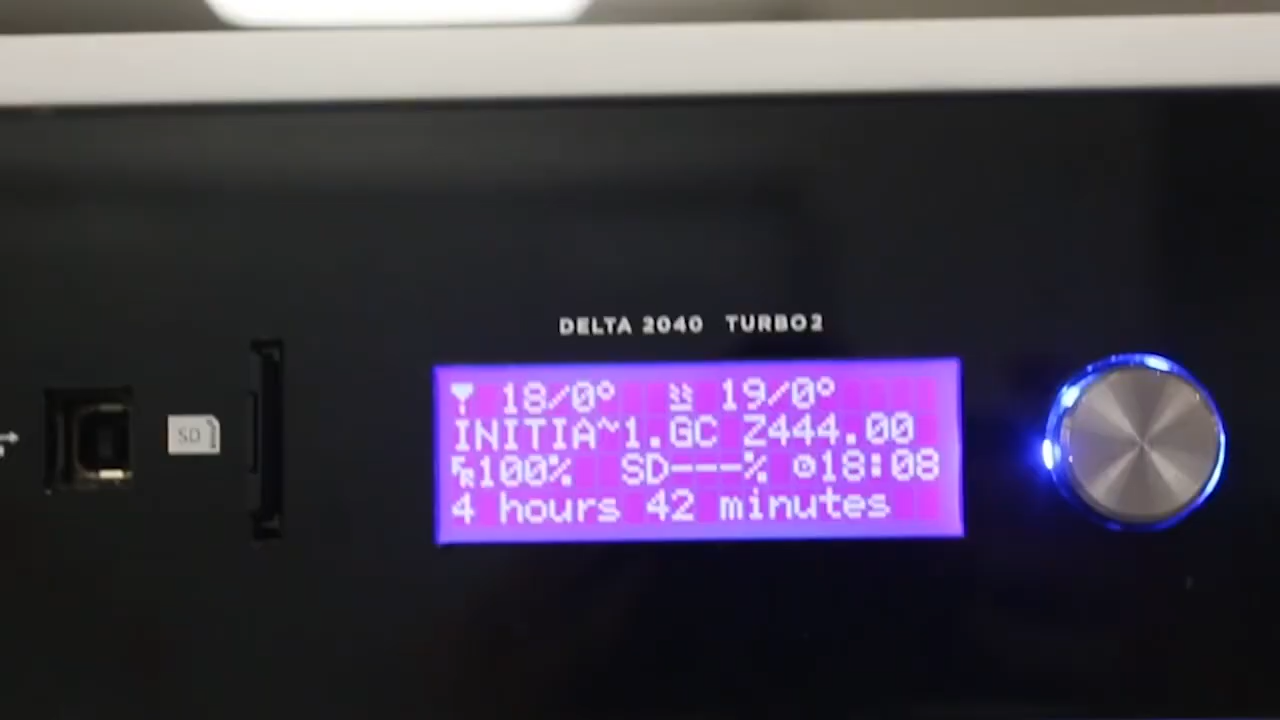 DELTA 2040 TURBO2
18/0° 19/0°
INITIA~1.GC Z444.00
100% SD---% 18:08
4 hours 42 minutes
SD